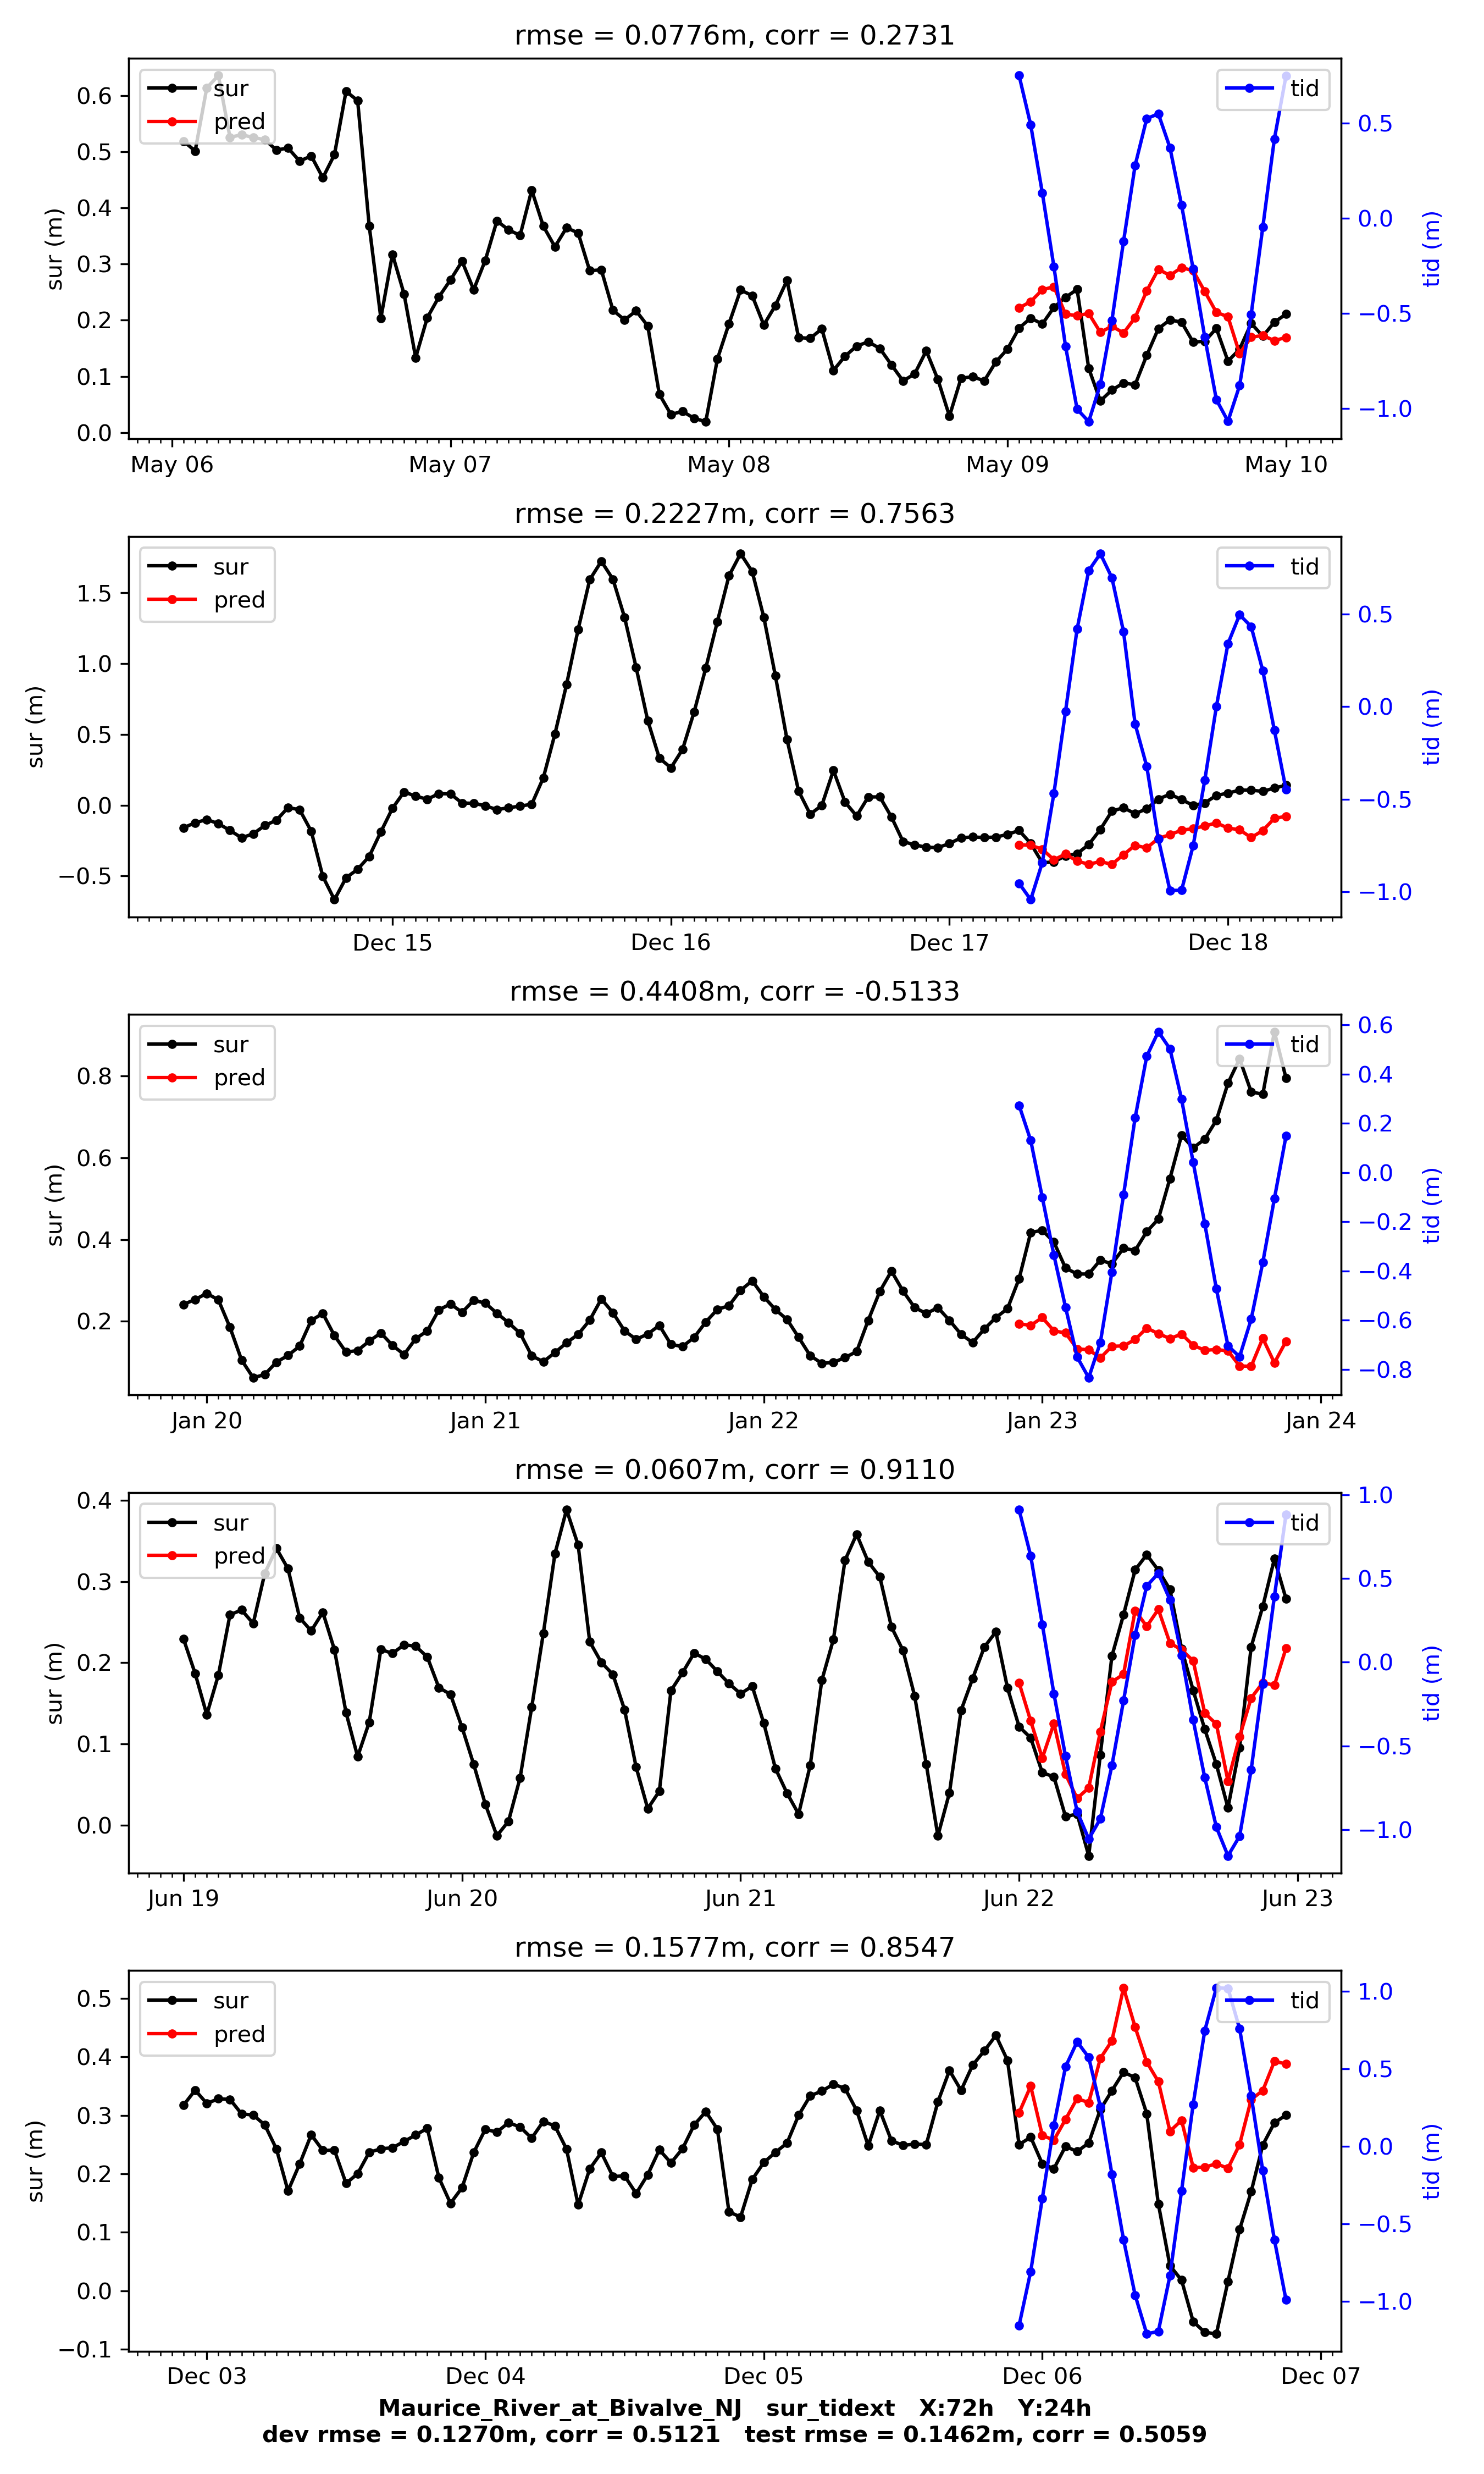 rmse = 0.0776m, corr = 0.2731
sur
pred
tid
0.6
0.5
0.4
0.3
0.2
0.1
0.0
sur (m)
0.5
0.0
−0.5
−1.0
tid (m)
May 06 May 07 May 08 May 09 May 10
rmse = 0.2227m, corr = 0.7563
sur
pred
tid
1.5
1.0
0.5
0.0
−0.5
sur (m)
0.5
0.0
−0.5
−1.0
tid (m)
Dec 15 Dec 16 Dec 17 Dec 18
rmse = 0.4408m, corr = -0.5133
sur
pred
tid
0.8
0.6
0.4
0.2
sur (m)
0.6
0.4
0.2
0.0
−0.2
−0.4
−0.6
−0.8
tid (m)
Jan 20 Jan 21 Jan 22 Jan 23 Jan 24
rmse = 0.0607m, corr = 0.9110
sur
pred
tid
0.4
0.3
0.2
0.1
0.0
sur (m)
1.0
0.5
0.0
−0.5
−1.0
tid (m)
Jun 19 Jun 20 Jun 21 Jun 22 Jun 23
rmse = 0.1577m, corr = 0.8547
sur
pred
tid
0.5
0.4
0.3
0.2
0.1
0.0
−0.1
sur (m)
1.0
0.5
0.0
−0.5
−1.0
tid (m)
Dec 03 Dec 04 Dec 05 Dec 06 Dec 07
Maurice_River_at_Bivalve_NJ sur_tidext X:72h Y:24h
dev rmse = 0.1270m, corr = 0.5121 test rmse = 0.1462m, corr = 0.5059